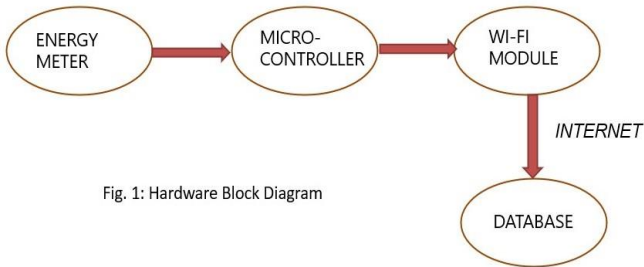 ENERGY
METER
MICRO-
CONTROLLER
WI-FI
MODULE
INTERNET
Fig. 1: Hardware Block Diagram
DATABASE